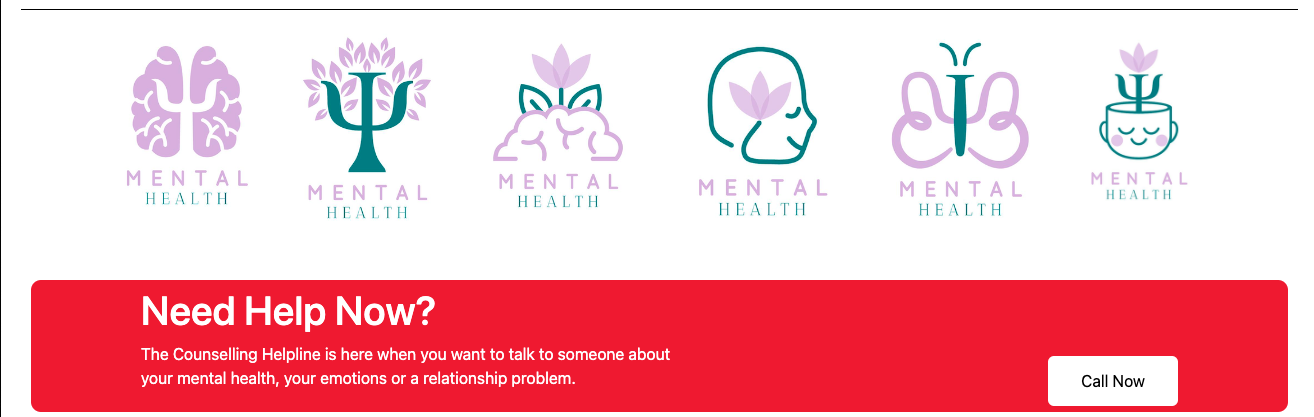 MENTAL
HEALTH
MENTAL
HEALTH
MENTAL
HEALTH
MENTAL
HEALTH
MENTAL
HEALTH
MENTAL
HEALTH
Need Help Now?
The Counselling Helpline is here when you want to talk to someone about
your mental health, your emotions or a relationship problem.
Call Now